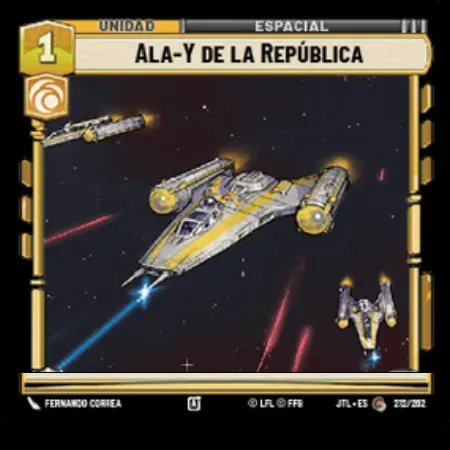 UNIDAD ESPACIAL
1
ALA-Y DE LA REPÚBLICA
FERNANDO CORREA Ⓐ © LFL © FFG JTL • ES 212/262